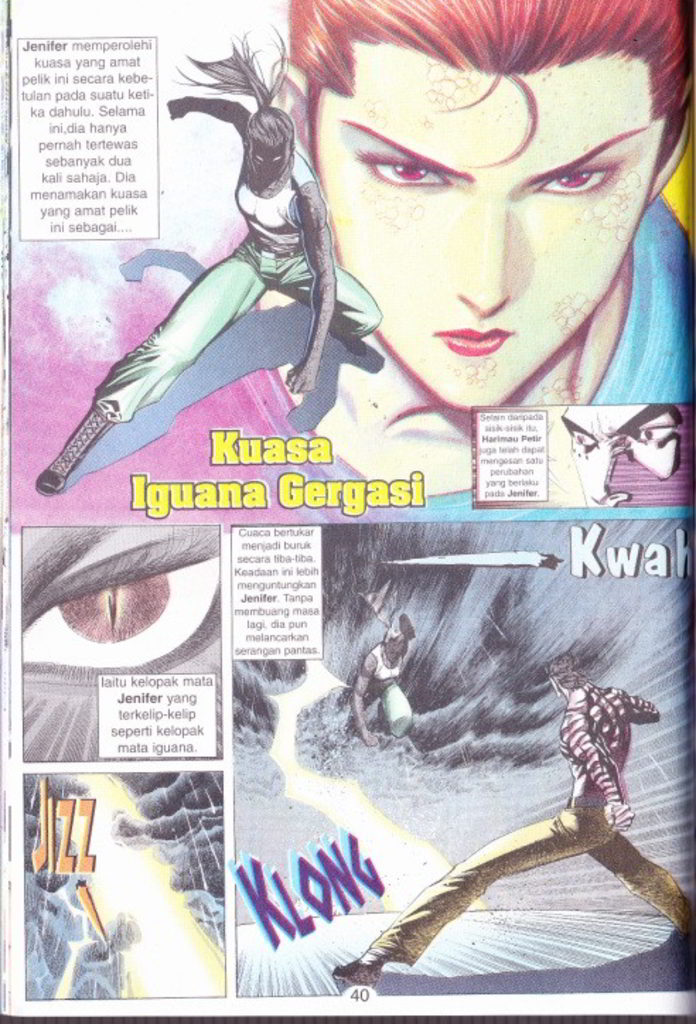 Jenifer memperolehi
kuasa yang amat
pelik ini secara kebe-
tulan pada suatu keti-
ka dahulu. Selama
ini,dia hanya
pernah tertewas
sebanyak dua
kali sahaja. Dia
menamakan kuasa
yang amat pelik
ini sebagai....
Kuasa
Iguana Gergasi
Selain daripada
sisik-sisik itu,
Harimau Petir
juga telah dapat
mengesan satu
perubahan
yang berlaku
pada Jenifer.
Iaitu kelopak mata
Jenifer yang
terkelip-kelip
seperti kelopak
mata iguana.
Cuaca bertukar
menjadi buruk
secara tiba-tiba.
Keadaan ini lebih
menguntungkan
Jenifer. Tanpa
membuang masa
lagi, dia pun
melancarkan
serangan pantas.
Kwah
JIZZ
KLONG
40